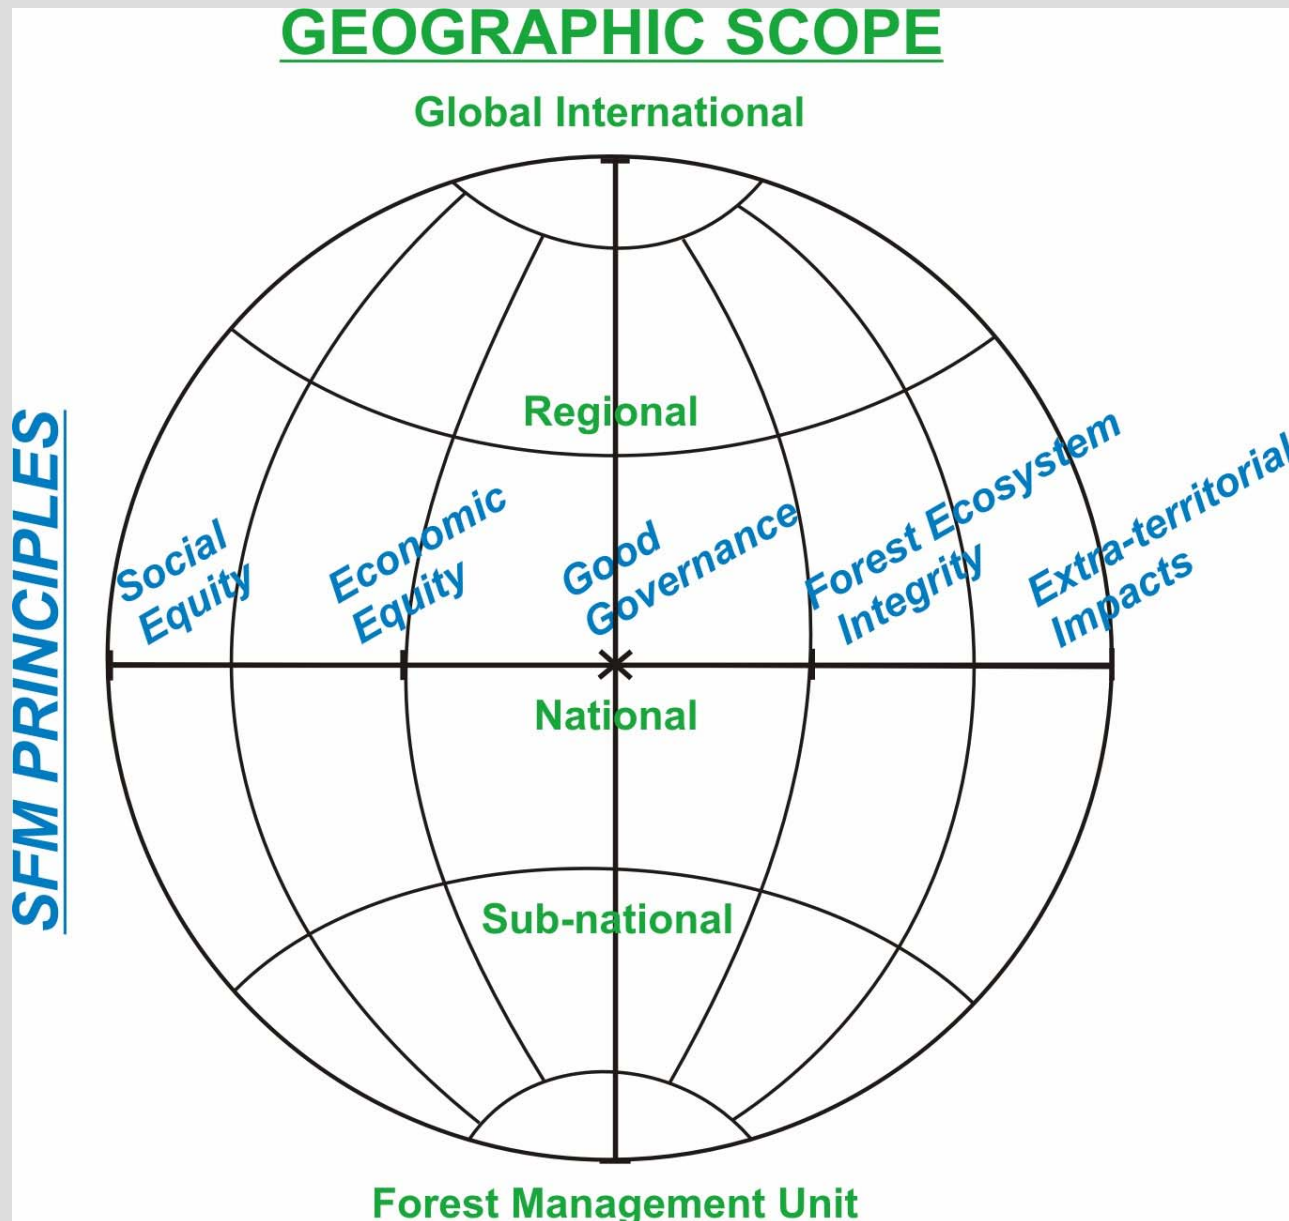 GEOGRAPHIC SCOPE
Global International
Regional
SFM PRINCIPLES
Social
Equity
Economic
Equity
Good
Governance
Forest Ecosystem
Integrity
Extra-territorial
Impacts
National
Sub-national
Forest Management Unit